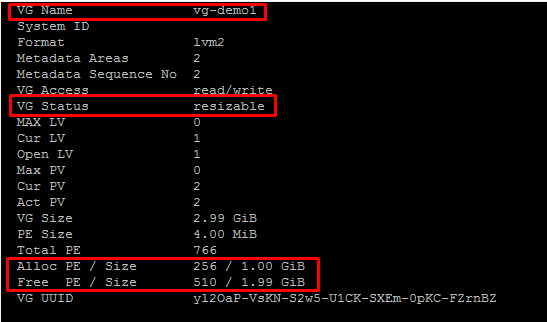 VG Name vg-demo1
System ID
Format lvm2
Metadata Areas 2
Metadata Sequence No 2
VG Access read/write
VG Status resizable
MAX LV 0
Cur LV 1
Open LV 1
Max PV 0
Cur PV 2
Act PV 2
VG Size 2.99 GiB
PE Size 4.00 MiB
Total PE 766
Alloc PE / Size 256 / 1.00 GiB
Free PE / Size 510 / 1.99 GiB
VG UUID yl2OaP-VsKN-S2w5-U1CK-SXEm-0pKC-FZrnBZ